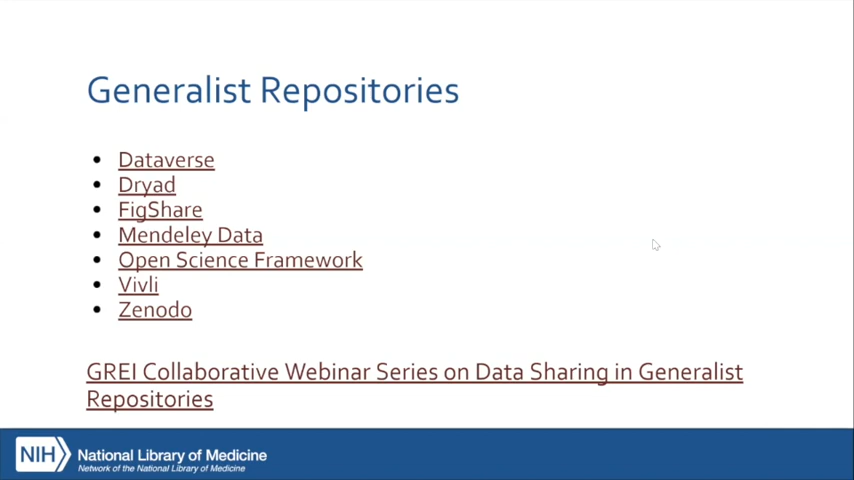 Generalist Repositories
• Dataverse
• Dryad
• FigShare
• Mendeley Data
• Open Science Framework
• Vivli
• Zenodo
GREI Collaborative Webinar Series on Data Sharing in Generalist
Repositories
NIH National Library of Medicine
Network of the National Library of Medicine